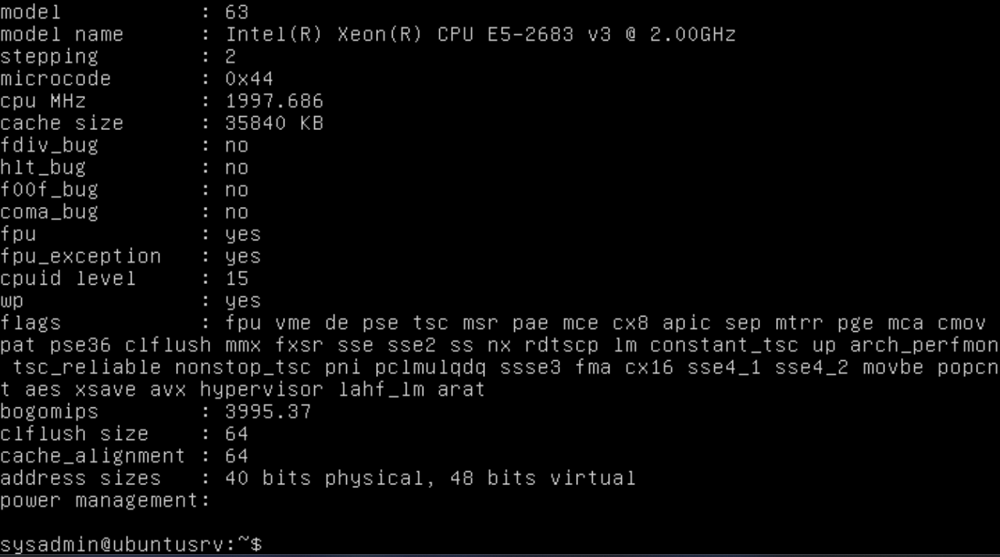 model           : 63
model name      : Intel(R) Xeon(R) CPU E5-2683 v3 @ 2.00GHz
stepping        : 2
microcode       : 0x44
cpu MHz         : 1997.686
cache size      : 35840 KB
fdiv_bug        : no
hlt_bug         : no
f00f_bug        : no
coma_bug        : no
fpu             : yes
fpu_exception   : yes
cpuid level     : 15
wp              : yes
flags           : fpu vme de pse tsc msr pae mce cx8 apic sep mtrr pge mca cmov
pat pse36 clflush mmx fxsr sse sse2 ss nx rdtscp lm constant_tsc up arch_perfmon
 tsc_reliable nonstop_tsc pni pclmulqdq ssse3 fma cx16 sse4_1 sse4_2 movbe popcn
t aes xsave avx hypervisor lahf_lm arat
bogomips        : 3995.37
clflush size    : 64
cache_alignment : 64
address sizes   : 40 bits physical, 48 bits virtual
power management:
sysadmin@ubuntusrv:~$